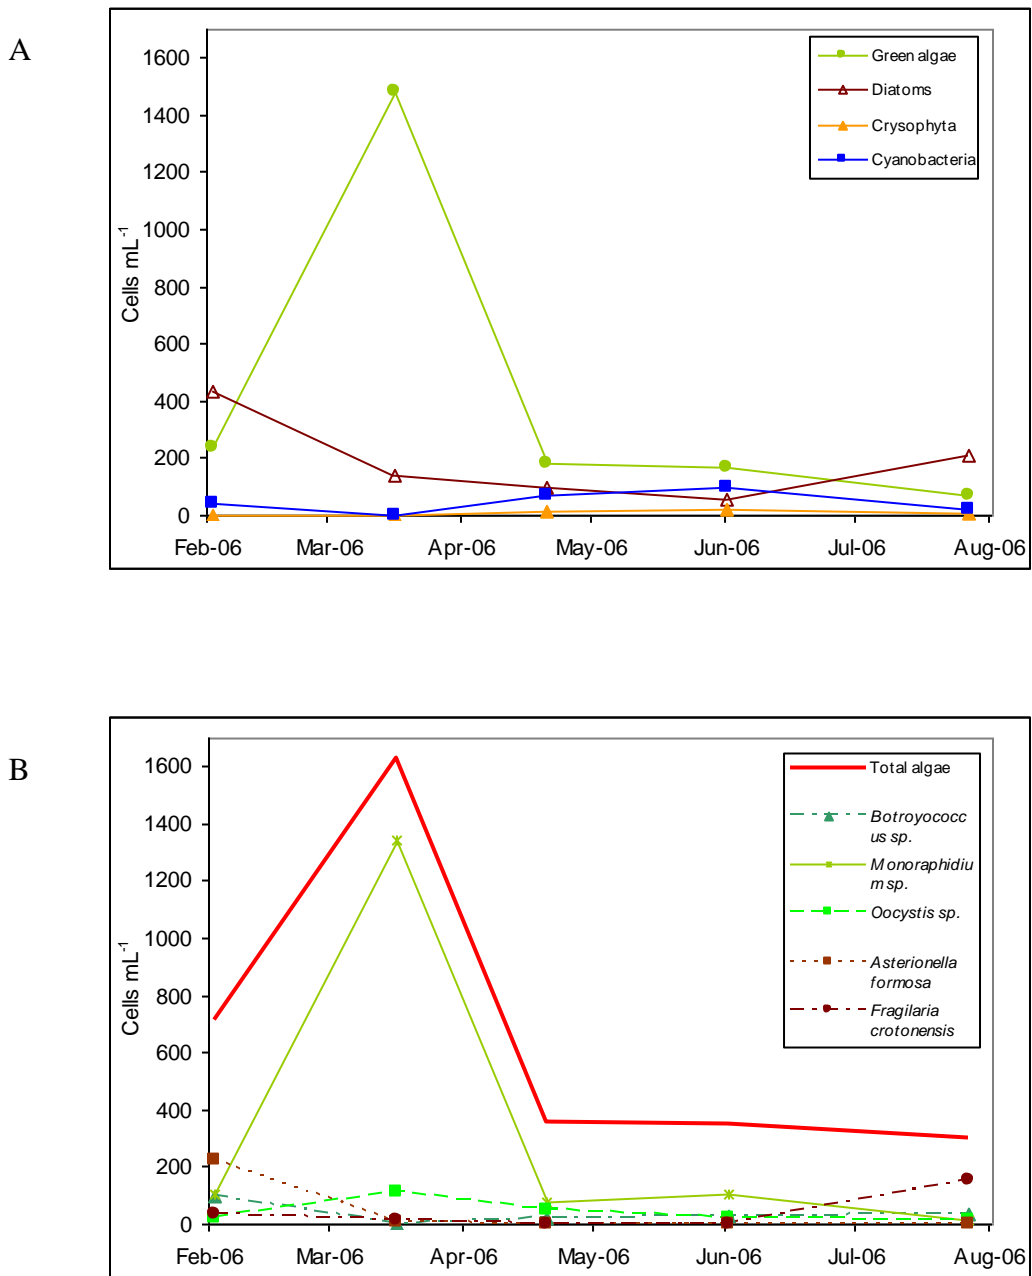 A
1600
1400
1200
1000
800
600
400
200
0
Cells mL-1
Green algae
Diatoms
Crysophyta
Cyanobacteria
Feb-06 Mar-06 Apr-06 May-06 Jun-06 Jul-06 Aug-06
B
1600
1400
1200
1000
800
600
400
200
0
Cells mL-1
Total algae
Botroyococc
us sp.
Monoraphidiu
m sp.
Oocystis sp.
Asterionella
formosa
Fragilaria
crotonensis
Feb-06 Mar-06 Apr-06 May-06 Jun-06 Jul-06 Aug-06